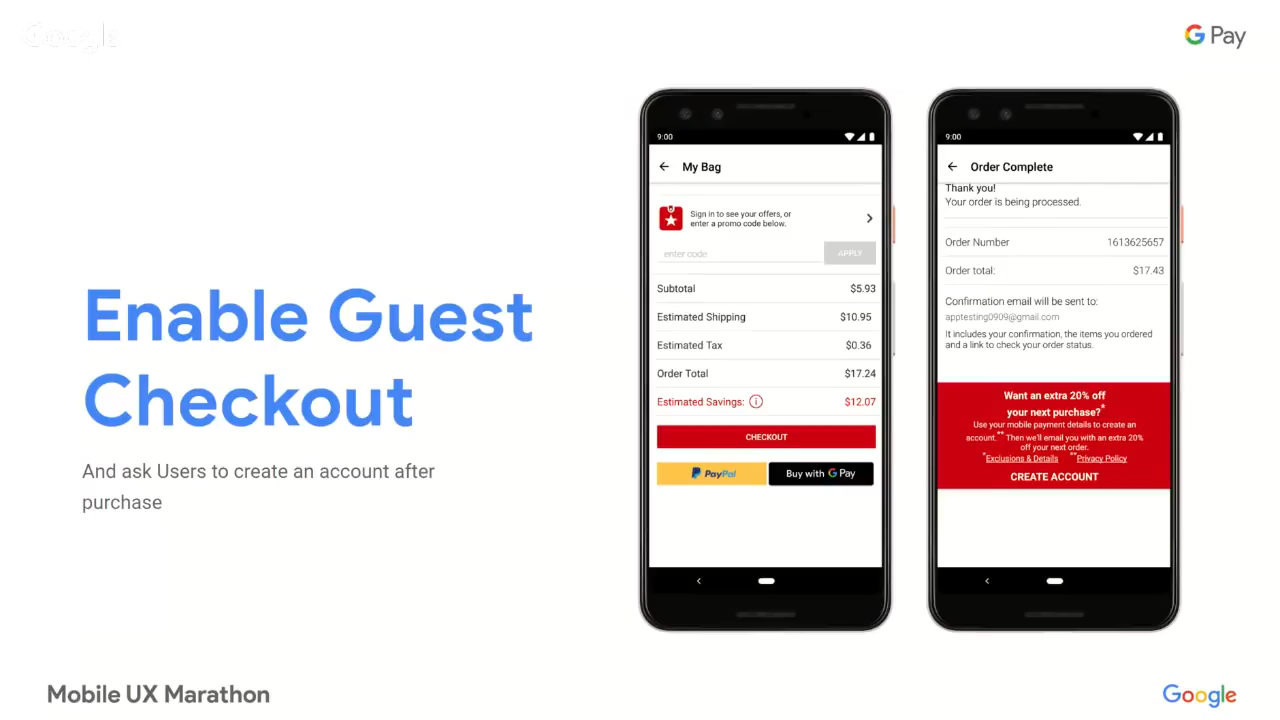 Google
G Pay
Enable Guest
Checkout
And ask Users to create an account after
purchase
9:00
My Bag
Sign in to see your offers, or
enter a promo code below.
enter code
APPLY
Subtotal $5.93
Estimated Shipping $10.95
Estimated Tax $0.36
Order Total $17.24
Estimated Savings: i $12.07
CHECKOUT
PayPal
Buy with G Pay
9:00
Order Complete
Thank you!
Your order is being processed.
Order Number 1613625657
Order total: $17.43
Confirmation email will be sent to:
apptesting0909@gmail.com
It includes your confirmation, the items you ordered
and a link to check your order status.
Want an extra 20% off
your next purchase?*
Use your mobile payment details to create an
account.** Then we'll email you with an extra 20%
off your next order.
*Exclusions & Details **Privacy Policy
CREATE ACCOUNT
Mobile UX Marathon
Google